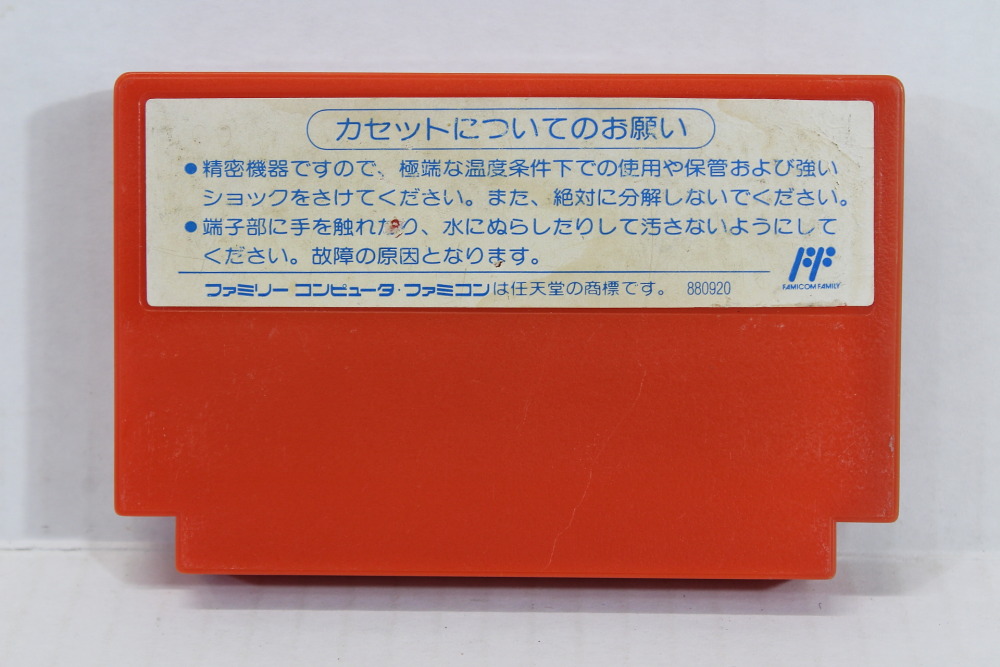 カセットについてのお願い
●精密機器ですので、極端な温度条件下での使用や保管および強い
ショックをさけてください。また、絶対に分解しないでください。
●端子部に手を触れたり、水にぬらしたりして汚さないようにして
ください。故障の原因となります。
ファミリーコンピュータ・ファミコンは任天堂の商標です。 880920
FAMICOM FAMILY